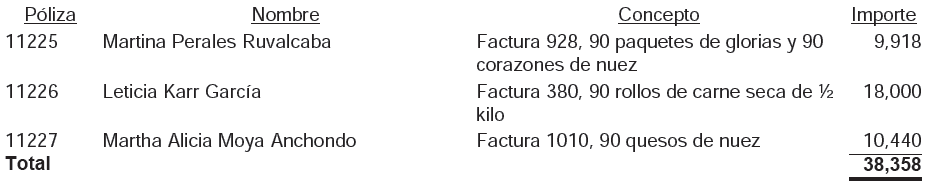 Póliza Nombre Concepto Importe
11225 Martina Perales Ruvalcaba Factura 928, 90 paquetes de glorias y 90 9,918
corazones de nuez
11226 Leticia Karr García Factura 380, 90 rollos de carne seca de ½ 18,000
kilo
11227 Martha Alicia Moya Anchondo Factura 1010, 90 quesos de nuez 10,440
Total 38,358